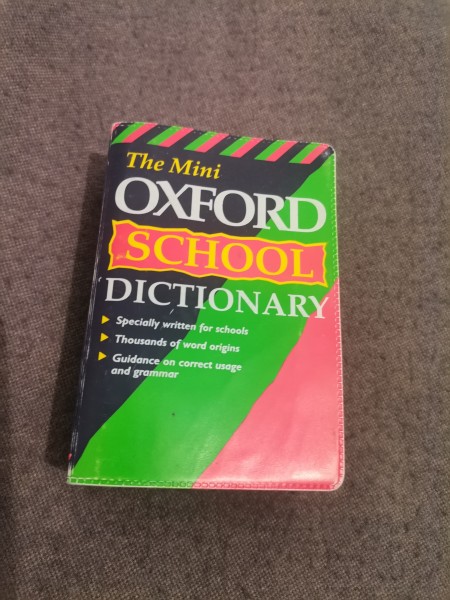 The Mini
OXFORD
SCHOOL
DICTIONARY
Specially written for schools
Thousands of word origins
Guidance on correct usage
and grammar